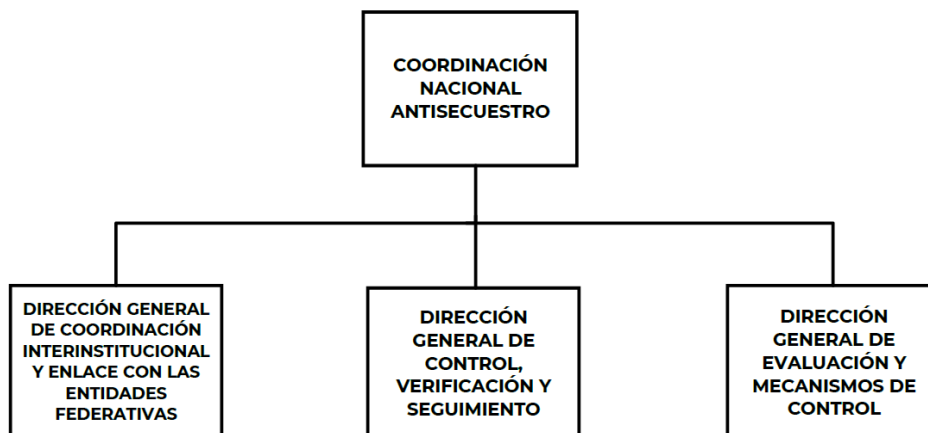 COORDINACIÓN
NACIONAL
ANTISECUESTRO
DIRECCIÓN GENERAL
DE COORDINACIÓN
INTERINSTITUCIONAL
Y ENLACE CON LAS
ENTIDADES
FEDERATIVAS
DIRECCIÓN
GENERAL DE
CONTROL,
VERIFICACIÓN Y
SEGUIMIENTO
DIRECCIÓN
GENERAL DE
EVALUACIÓN Y
MECANISMOS DE
CONTROL